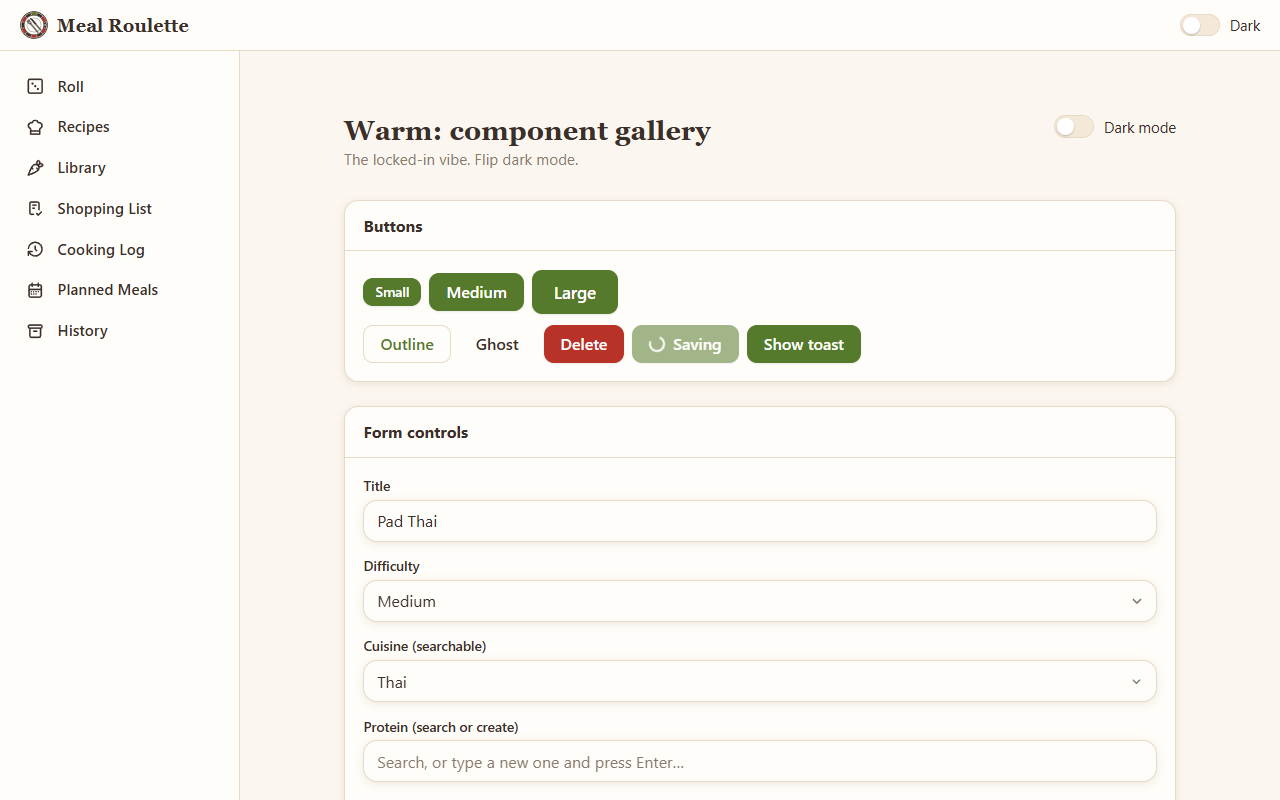 Meal Roulette
Dark
Roll
Recipes
Library
Shopping List
Cooking Log
Planned Meals
History
Warm: component gallery
Dark mode
The locked-in vibe. Flip dark mode.
Buttons
Small Medium Large
Outline Ghost Delete Saving Show toast
Form controls
Title
Pad Thai
Difficulty
Medium
Cuisine (searchable)
Thai
Protein (search or create)
Search, or type a new one and press Enter...